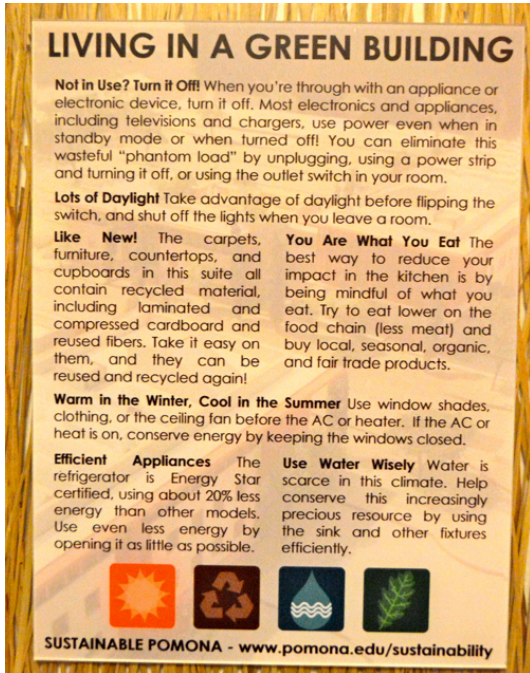 LIVING IN A GREEN BUILDING
Not in Use? Turn it Off! When you're through with an appliance or
electronic device, turn it off. Most electronics and appliances,
including televisions and chargers, use power even when in
standby mode or when turned off! You can eliminate this
wasteful "phantom load" by unplugging, using a power strip
and turning it off, or using the outlet switch in your room.
Lots of Daylight Take advantage of daylight before flipping the
switch, and shut off the lights when you leave a room.
Like New! The carpets,
furniture, countertops, and
cupboards in this suite all
contain recycled material,
including laminated and
compressed cardboard and
reused fibers. Take it easy on
them, and they can be
reused and recycled again!
You Are What You Eat The
best way to reduce your
impact in the kitchen is by
being mindful of what you
eat. Try to eat lower on the
food chain (less meat) and
buy local, seasonal, organic,
and fair trade products.
Warm in the Winter, Cool in the Summer Use window shades,
clothing, or the ceiling fan before the AC or heater. If the AC or
heat is on, conserve energy by keeping the windows closed.
Efficient Appliances The
refrigerator is Energy Star
certified, using about 20% less
energy than other models.
Use even less energy by
opening it as little as possible.
Use Water Wisely Water is
scarce in this climate. Help
conserve this increasingly
precious resource by using
the sink and other fixtures
efficiently.
SUSTAINABLE POMONA - www.pomona.edu/sustainability